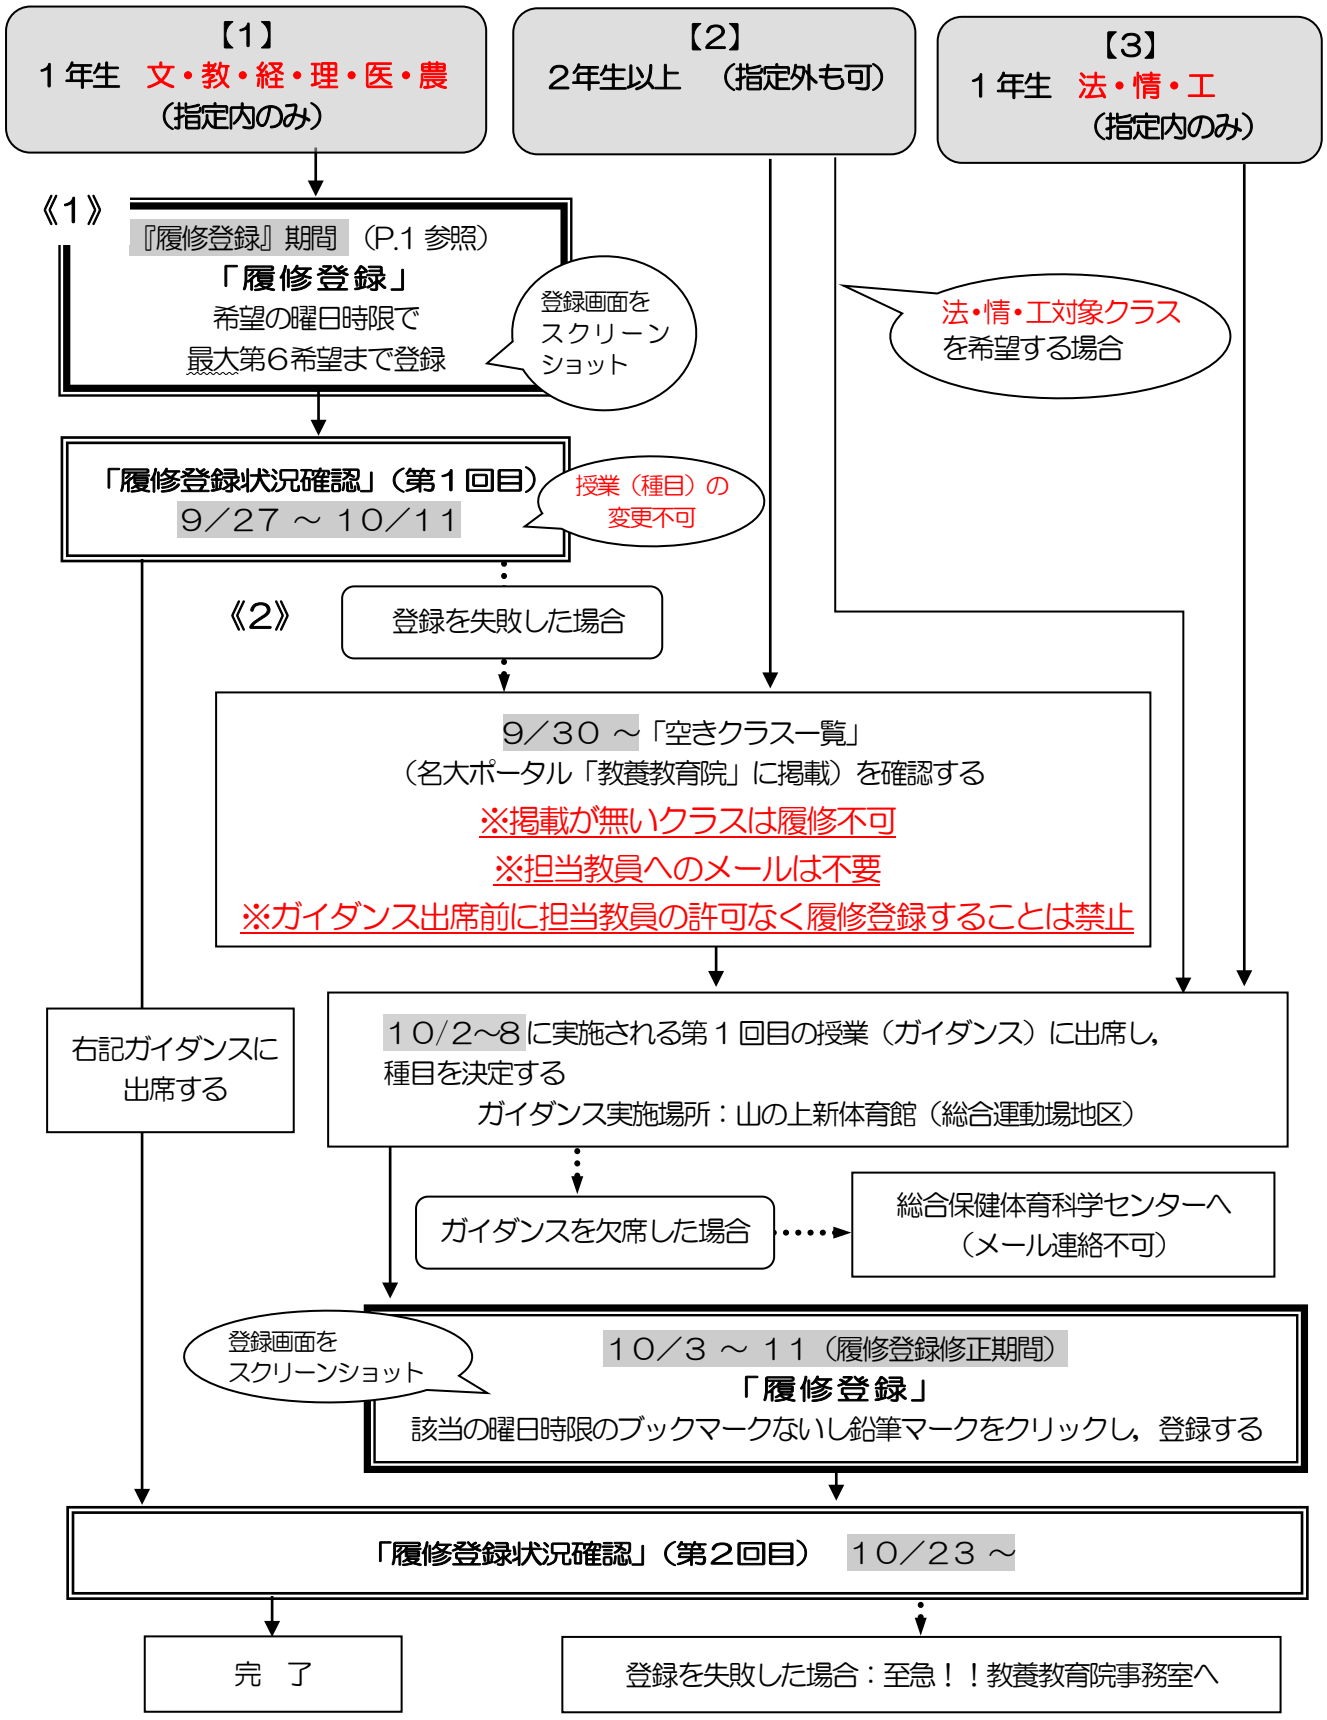 【1】
1年生　文・教・経・理・医・農
（指定内のみ）
【2】
2年生以上　（指定外も可）
【3】
1年生　法・情・工
（指定内のみ）
《1》
『履修登録』期間　（P.1参照）
「履修登録」
希望の曜日時限で
最大第6希望まで登録
登録画面を
スクリーン
ショット
法・情・工対象クラス
を希望する場合
「履修登録状況確認」（第1回目）
9／27 ～ 10／11
授業（種目）の
変更不可
《2》
登録を失敗した場合
9／30 ～「空きクラス一覧」
（名大ポータル「教養教育院」に掲載）を確認する
※掲載が無いクラスは履修不可
※担当教員へのメールは不要
※ガイダンス出席前に担当教員の許可なく履修登録することは禁止
右記ガイダンスに
出席する
10/2～8に実施される第1回目の授業（ガイダンス）に出席し，
種目を決定する
ガイダンス実施場所：山の上新体育館（総合運動場地区）
ガイダンスを欠席した場合
総合保健体育科学センターへ
（メール連絡不可）
登録画面を
スクリーンショット
10／3 ～ 11（履修登録修正期間）
「履修登録」
該当の曜日時限のブックマークないし鉛筆マークをクリックし，登録する
「履修登録状況確認」（第2回目）　10／23 ～
完　了
登録を失敗した場合：至急！！教養教育院事務室へ